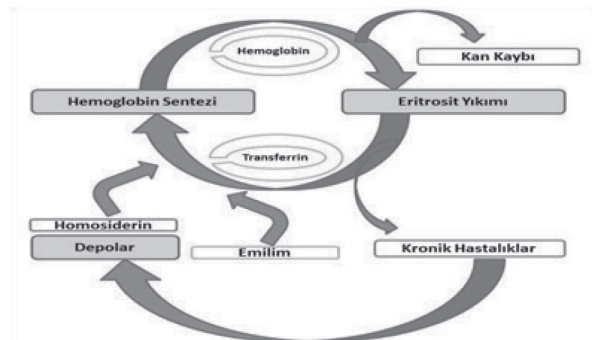 Hemoglobin
Kan Kaybı
Hemoglobin Sentezi
Eritrosit Yıkımı
Transferrin
Homosiderin
Depolar
Emilim
Kronik Hastalıklar